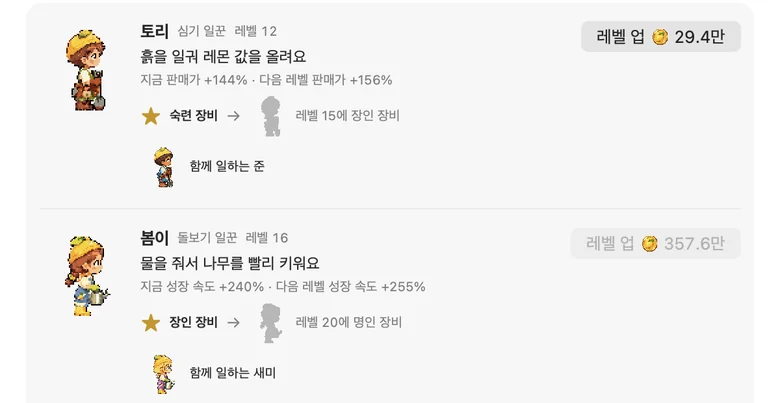 토리 심기 일꾼 레벨 12
레벨 업 29.4만
흙을 일궈 레몬 값을 올려요
지금 판매가 +144% · 다음 레벨 판매가 +156%
숙련 장비 → 레벨 15에 장인 장비
함께 일하는 준
봄이 돌보기 일꾼 레벨 16
레벨 업 357.6만
물을 줘서 나무를 빨리 키워요
지금 성장 속도 +240% · 다음 레벨 성장 속도 +255%
장인 장비 → 레벨 20에 명인 장비
함께 일하는 새미